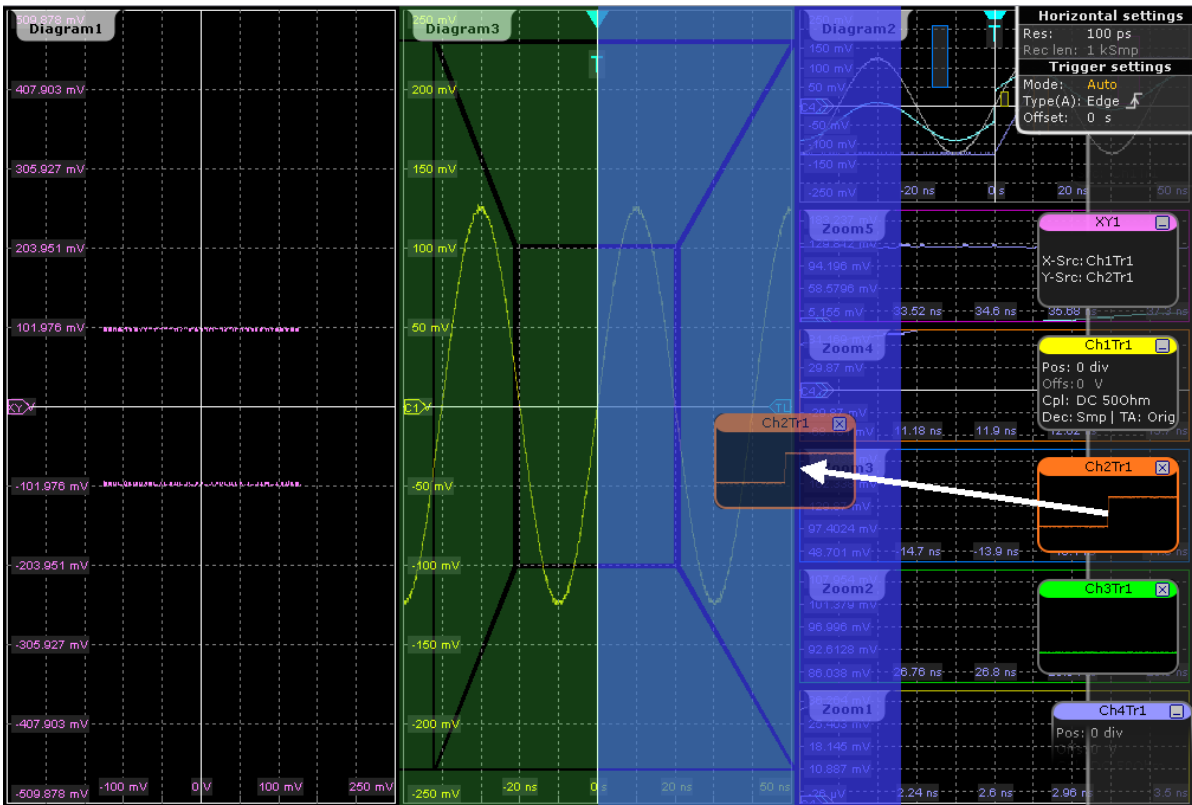 509.878 mV
Diagram1
407.903 mV
305.927 mV
203.951 mV
101.976 mV
XY
-101.976 mV
-203.951 mV
-305.927 mV
-407.903 mV
-509.878 mV
-100 mV
0 V
100 mV
250 mV
250 mV
Diagram3
T
200 mV
150 mV
100 mV
50 mV
C1
TL
-50 mV
-100 mV
-150 mV
-200 mV
-250 mV
-20 ns
0 s
20 ns
50 ns
Diagram2
T
150 mV
100 mV
50 mV
C4
-50 mV
-100 mV
-150 mV
-250 mV
-20 ns
0 s
20 ns
50 ns
Horizontal settings
Res: 100 ps
Rec len: 1 kSmp
Trigger settings
Mode: Auto
Type(A): Edge
Offset: 0 s
Zoom5
94.196 mV
58.5796 mV
5.155 mV
33.52 ns
34.6 ns
35.68
37.3 ns
XY1
X-Src: Ch1Tr1
Y-Src: Ch2Tr1
Zoom4
29.87 mV
C4
11.18 ns
11.9 ns
Ch1Tr1
Pos: 0 div
Offs: 0 V
Cpl: DC 50Ohm
Dec: Smp | TA: Orig
Ch2Tr1
Zoom3
97.4024 mV
48.701 mV
-14.7 ns
-13.9 ns
Ch2Tr1
Zoom2
101.379 mV
96.996 mV
92.6128 mV
86.038 mV
26.76 ns
26.8 ns
Ch3Tr1
Zoom1
18.145 mV
10.887 mV
2.24 ns
2.6 ns
2.96 ns
3.5 ns
Ch4Tr1
Pos: 0 div